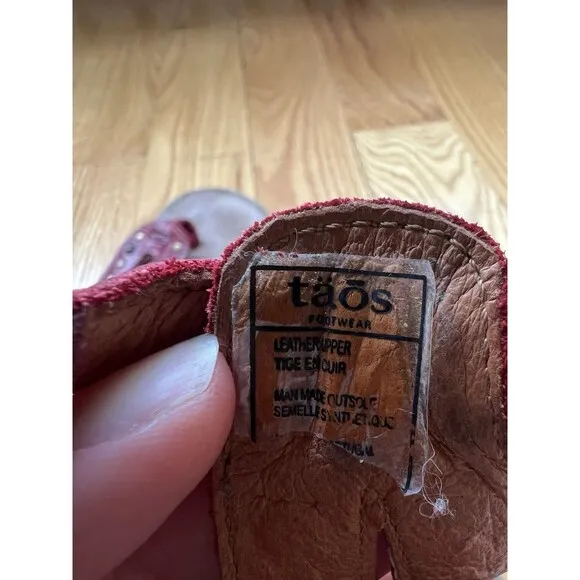 täōs
FOOTWEAR
LEATHER UPPER
TIGE EN CUIR
MAN MADE OUTSOLE
SEMELLE SYNTHETIQUE